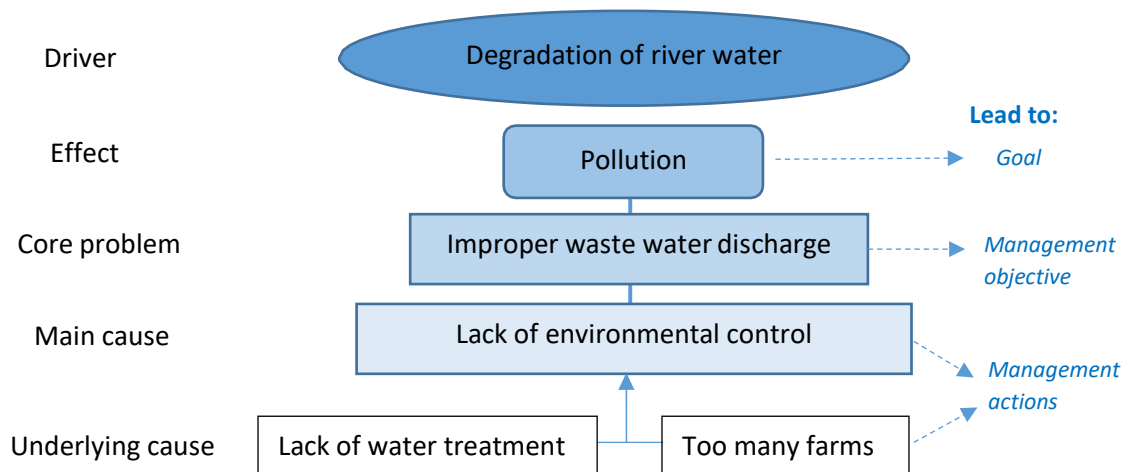 Driver
Degradation of river water
Lead to:
Effect
Pollution
Goal
Core problem
Improper waste water discharge
Management
objective
Main cause
Lack of environmental control
Management
actions
Underlying cause
Lack of water treatment
Too many farms